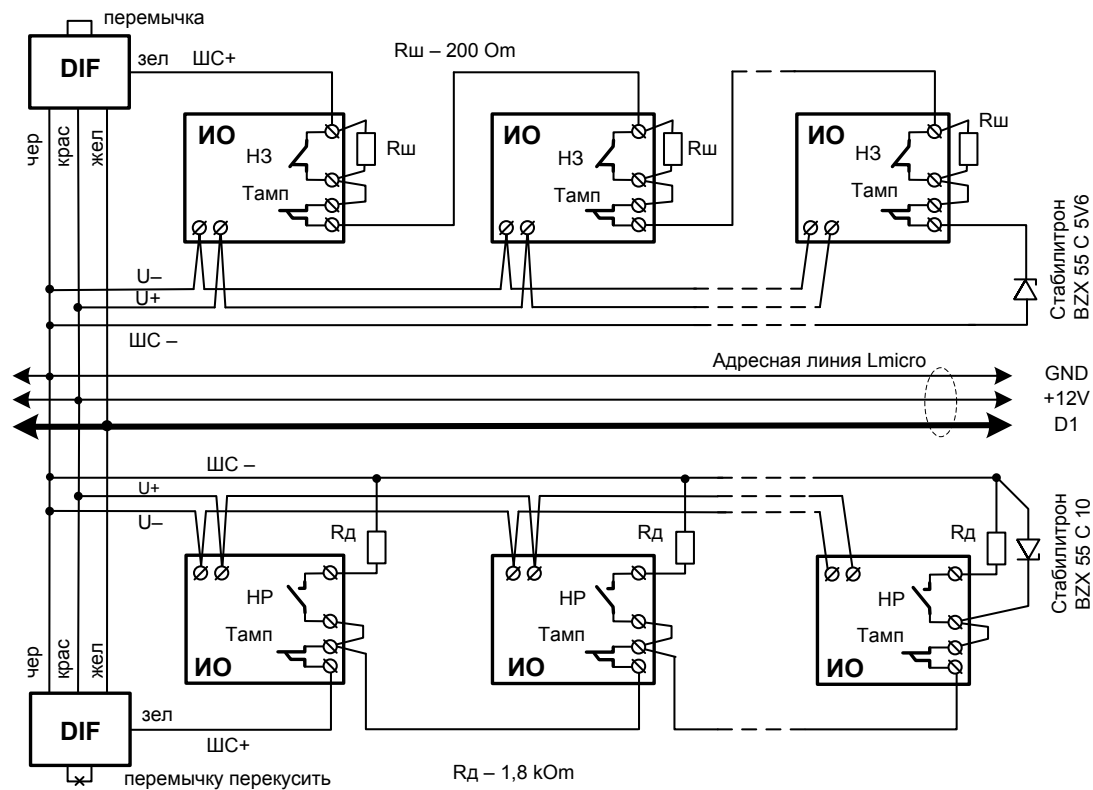 перемычка
DIF
зел
ШС+
Rш – 200 Om
чер
крас
жел
ИО
НЗ
Rш
Тамп
ИО
НЗ
Rш
Тамп
ИО
НЗ
Rш
Тамп
Стабилитрон
BZX 55 C 5V6
U–
U+
ШС –
Адресная линия Lmicro
GND
+12V
D1
ШС –
U+
U–
Rд
НР
Тамп
ИО
Rд
НР
Тамп
ИО
Rд
НР
Тамп
ИО
Стабилитрон
BZX 55 C 10
чер
крас
жел
DIF
зел
ШС+
перемычку перекусить
Rд – 1,8 kOm